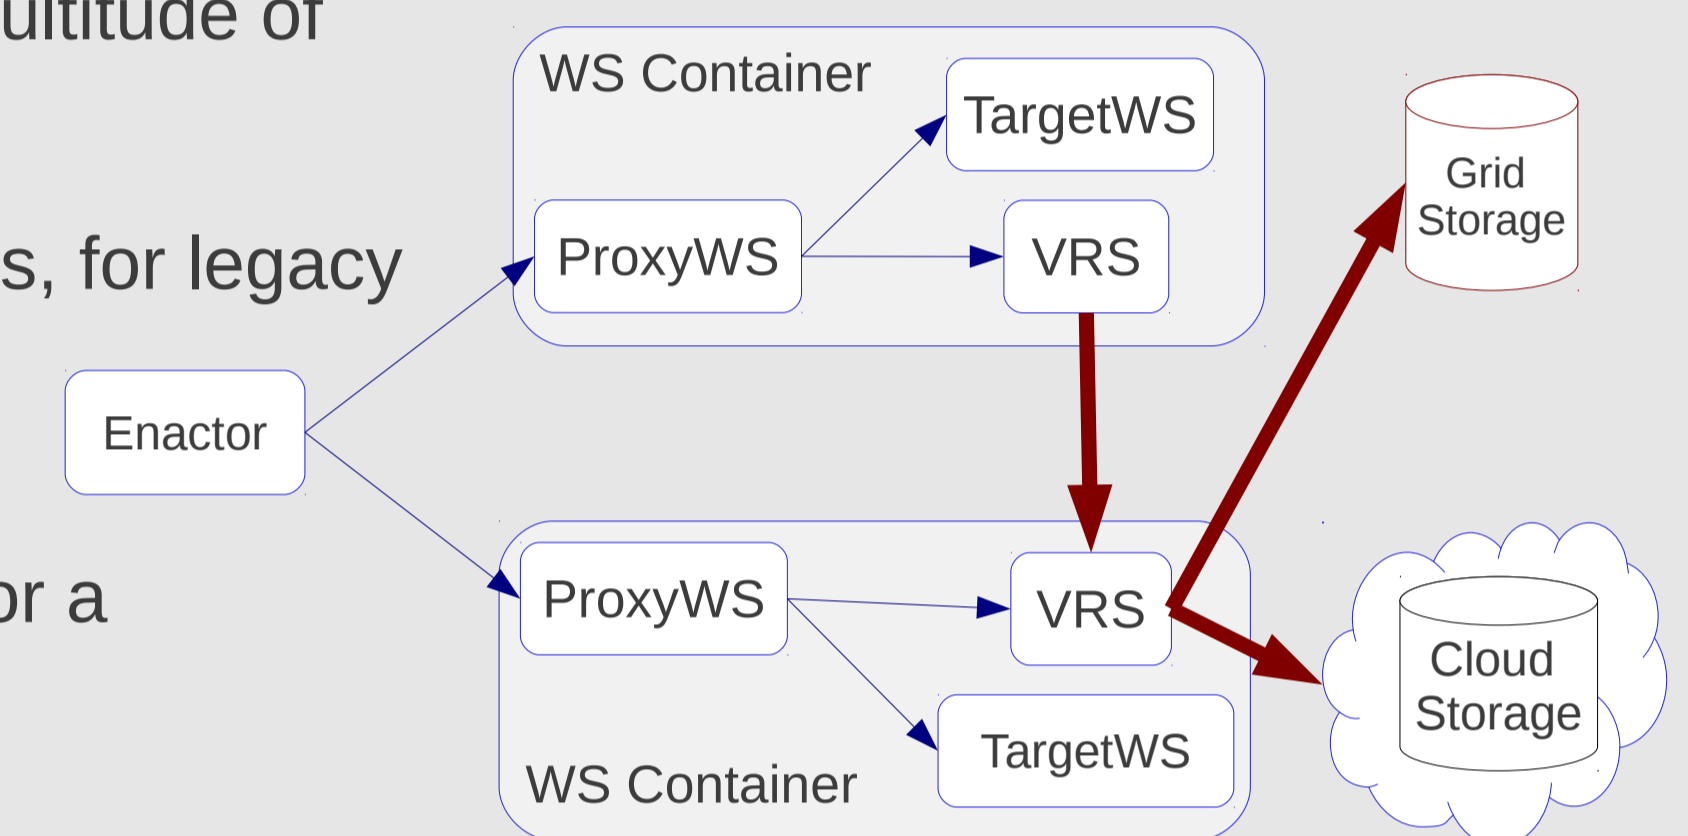 ultitude of
s, for legacy
or a
WS Container
TargetWS
ProxyWS
VRS
Enactor
ProxyWS
VRS
TargetWS
WS Container
Grid
Storage
Cloud
Storage